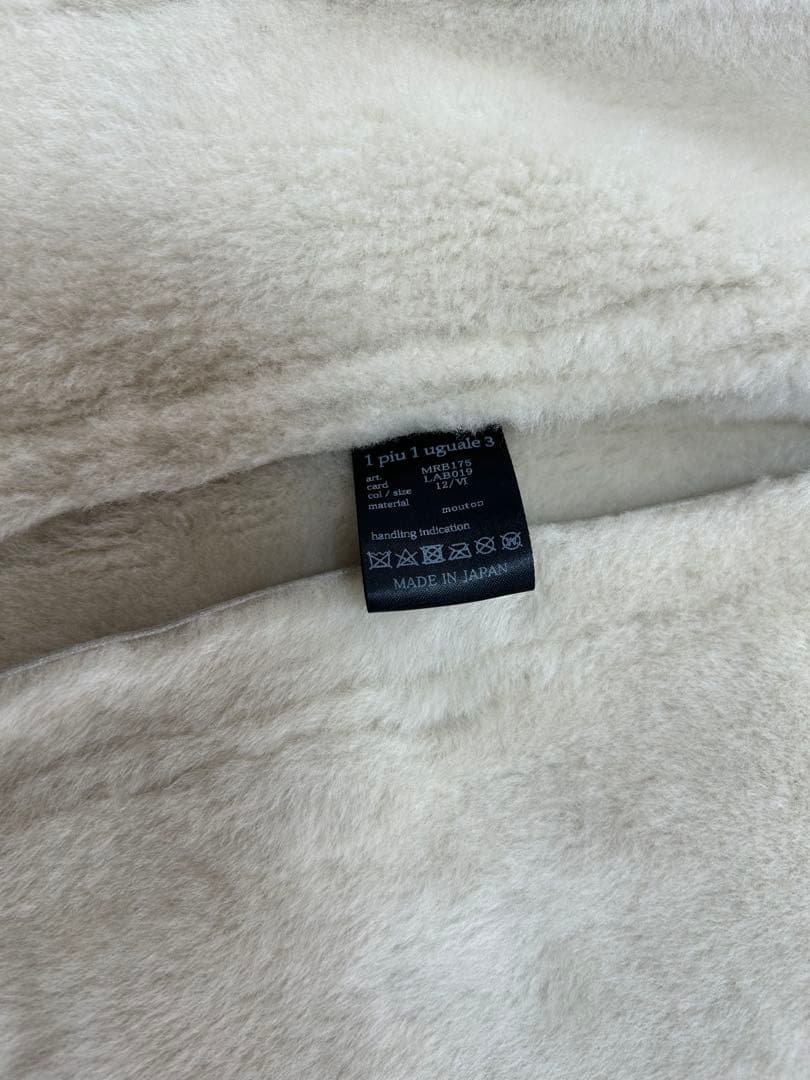 1 piu 1 uguale 3
art. MRB175
card LAB019
col / size 12/VI
material mouton
handling indication
MADE IN JAPAN